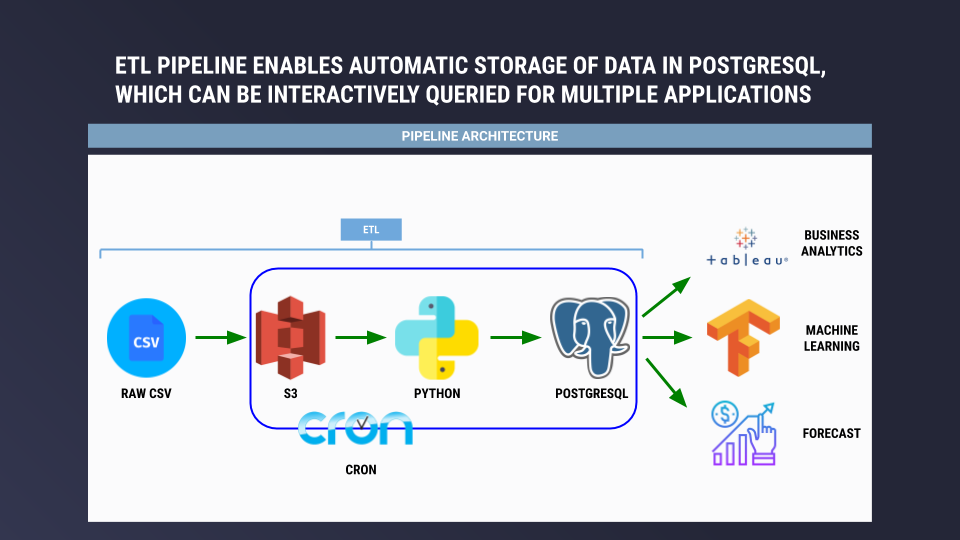 ETL PIPELINE ENABLES AUTOMATIC STORAGE OF DATA IN POSTGRESQL,
WHICH CAN BE INTERACTIVELY QUERIED FOR MULTIPLE APPLICATIONS
PIPELINE ARCHITECTURE
ETL
+ableau®
BUSINESS
ANALYTICS
CSV
MACHINE
LEARNING
RAW CSV
S3
PYTHON
POSTGRESQL
$
FORECAST
cron
CRON